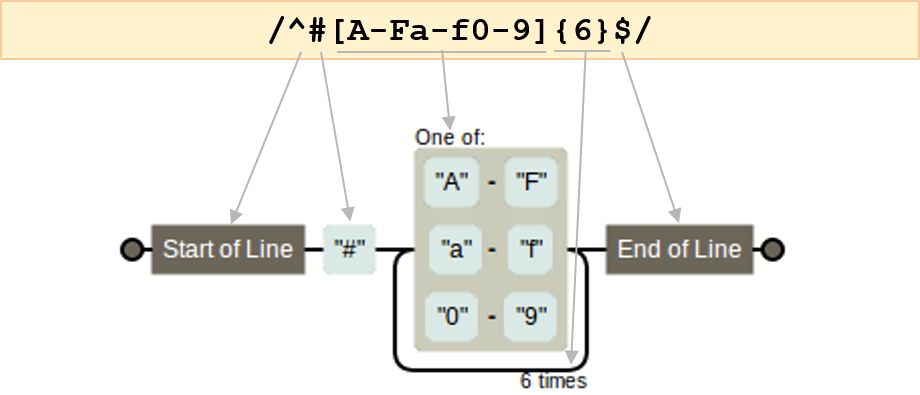 /^#[A-Fa-f0-9]{6}$/
One of:
"A" - "F"
Start of Line "#" "a" - "f" End of Line
"0" - "9"
6 times